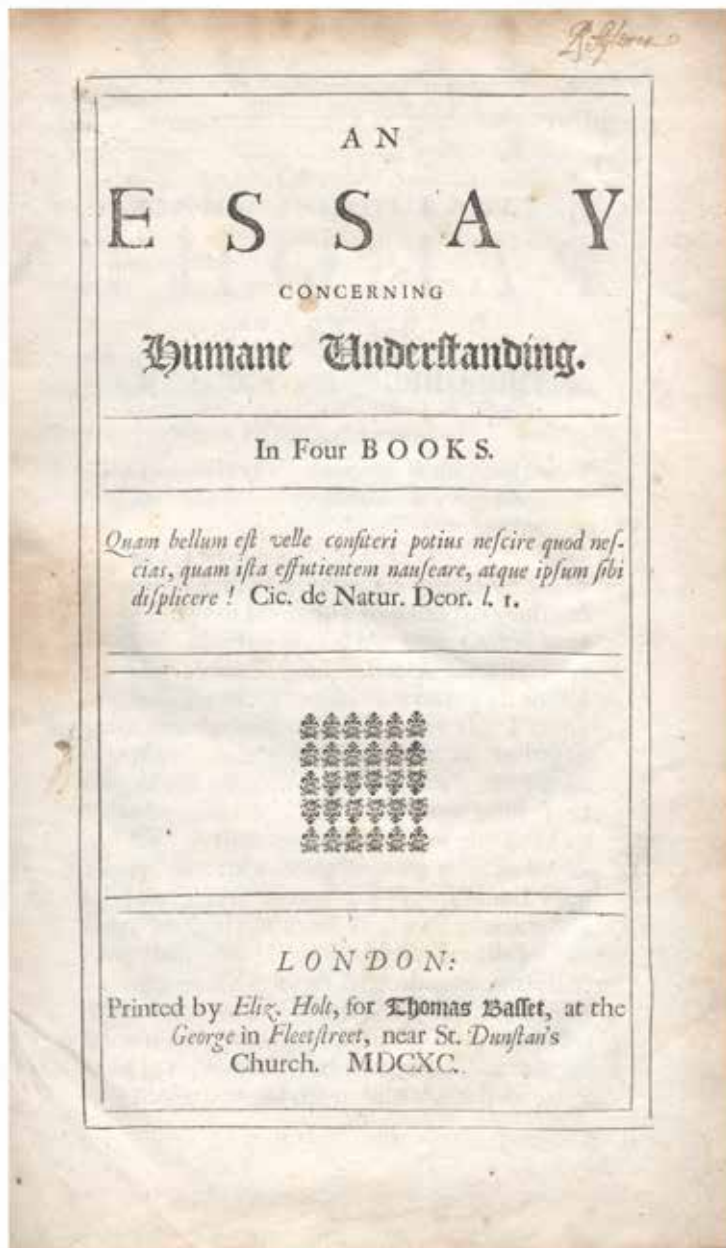 AN
ESSAY
CONCERNING
Humane Understanding.
In Four BOOKS.
Quam bellum eſt velle confiteri potius neſcire quod neſ-
cias, quam iſta effutientem nauſeare, atque ipſum ſibi
diſplicere ! Cic. de Natur. Deor. l. 1.
LONDON:
Printed by Eliz. Holt, for Thomas Baſſet, at the
George in Fleetſtreet, near St. Dunſtan's
Church. MDCXC.